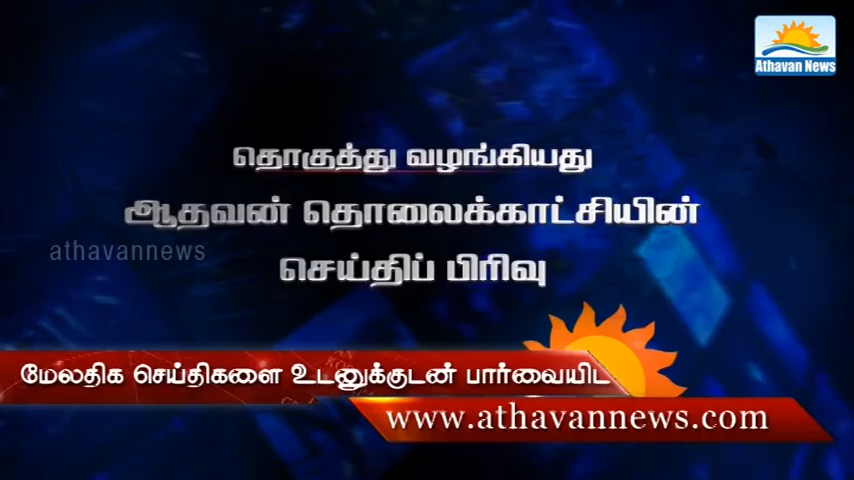 Athavan News
தொகுத்து வழங்கியது
ஆதவன் தொலைக்காட்சியின்
athavannews
செய்திப் பிரிவு
மேலதிக செய்திகளை உடனுக்குடன் பார்வையிட
www.athavannews.com